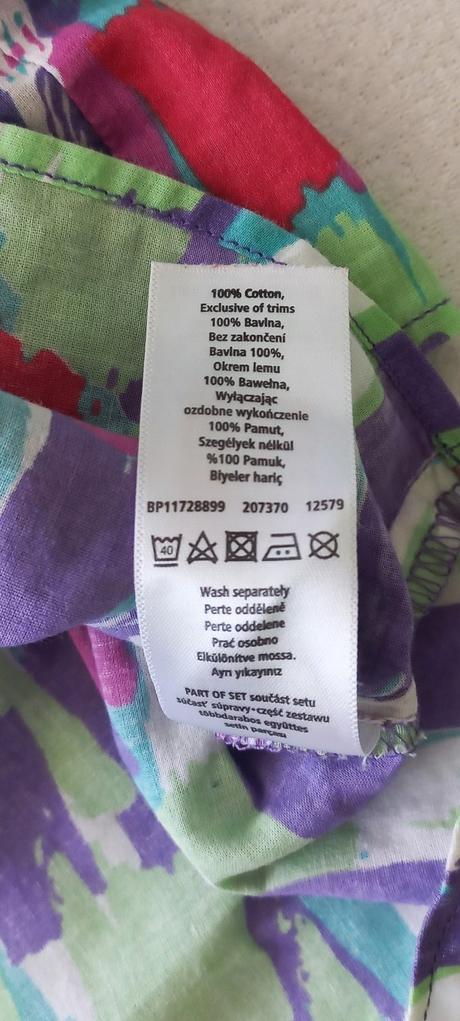 100% Cotton,
Exclusive of trims
100% Bavlna,
Bez zakončení
Bavlna 100%,
Okrem lemu
100% Bawełna,
Wyłączając
ozdobne wykończenie
100% Pamut,
Szegélyek nélkül
%100 Pamuk,
Biyeler hariç
BP11728899 207370 12579
40
Wash separately
Perte odděleně
Perte oddelene
Prać osobno
Elkülönítve mossa.
Ayrı yıkayınız
PART OF SET součást setu
súčasť súpravy•część zestawu
többdarabos együttes
setin parçası